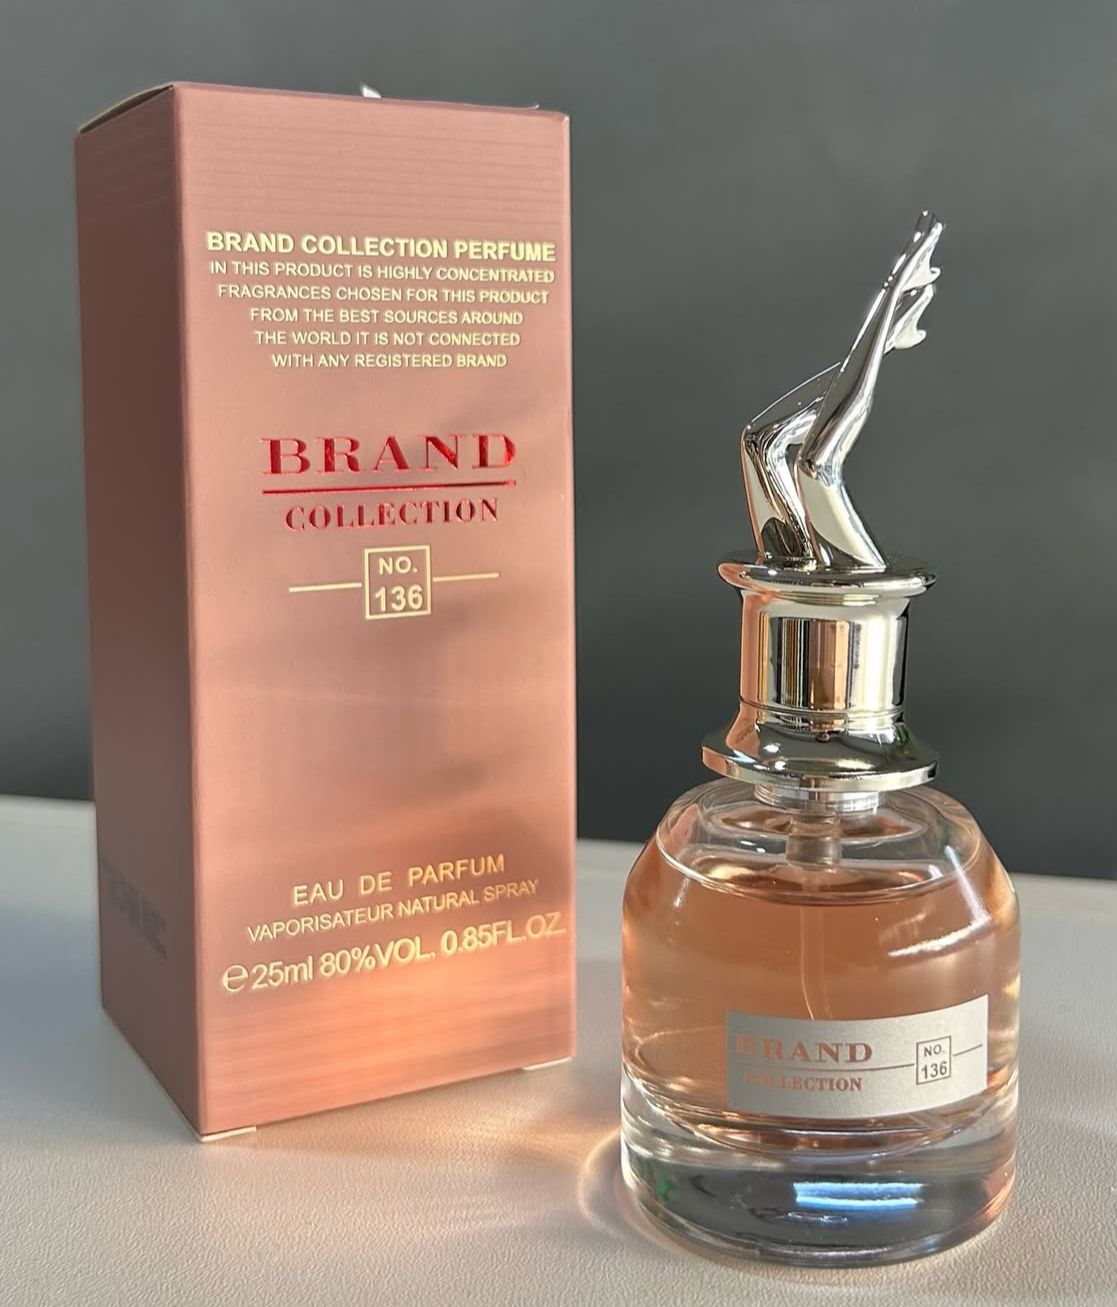 BRAND COLLECTION PERFUME
IN THIS PRODUCT IS HIGHLY CONCENTRATED
FRAGRANCES CHOSEN FOR THIS PRODUCT
FROM THE BEST SOURCES AROUND
THE WORLD IT IS NOT CONNECTED
WITH ANY REGISTERED BRAND
BRAND
COLLECTION
NO.
136
EAU DE PARFUM
VAPORISATEUR NATURAL SPRAY
℮25ml 80%VOL. 0.85FL.OZ.
BRAND
COLLECTION
NO.
136